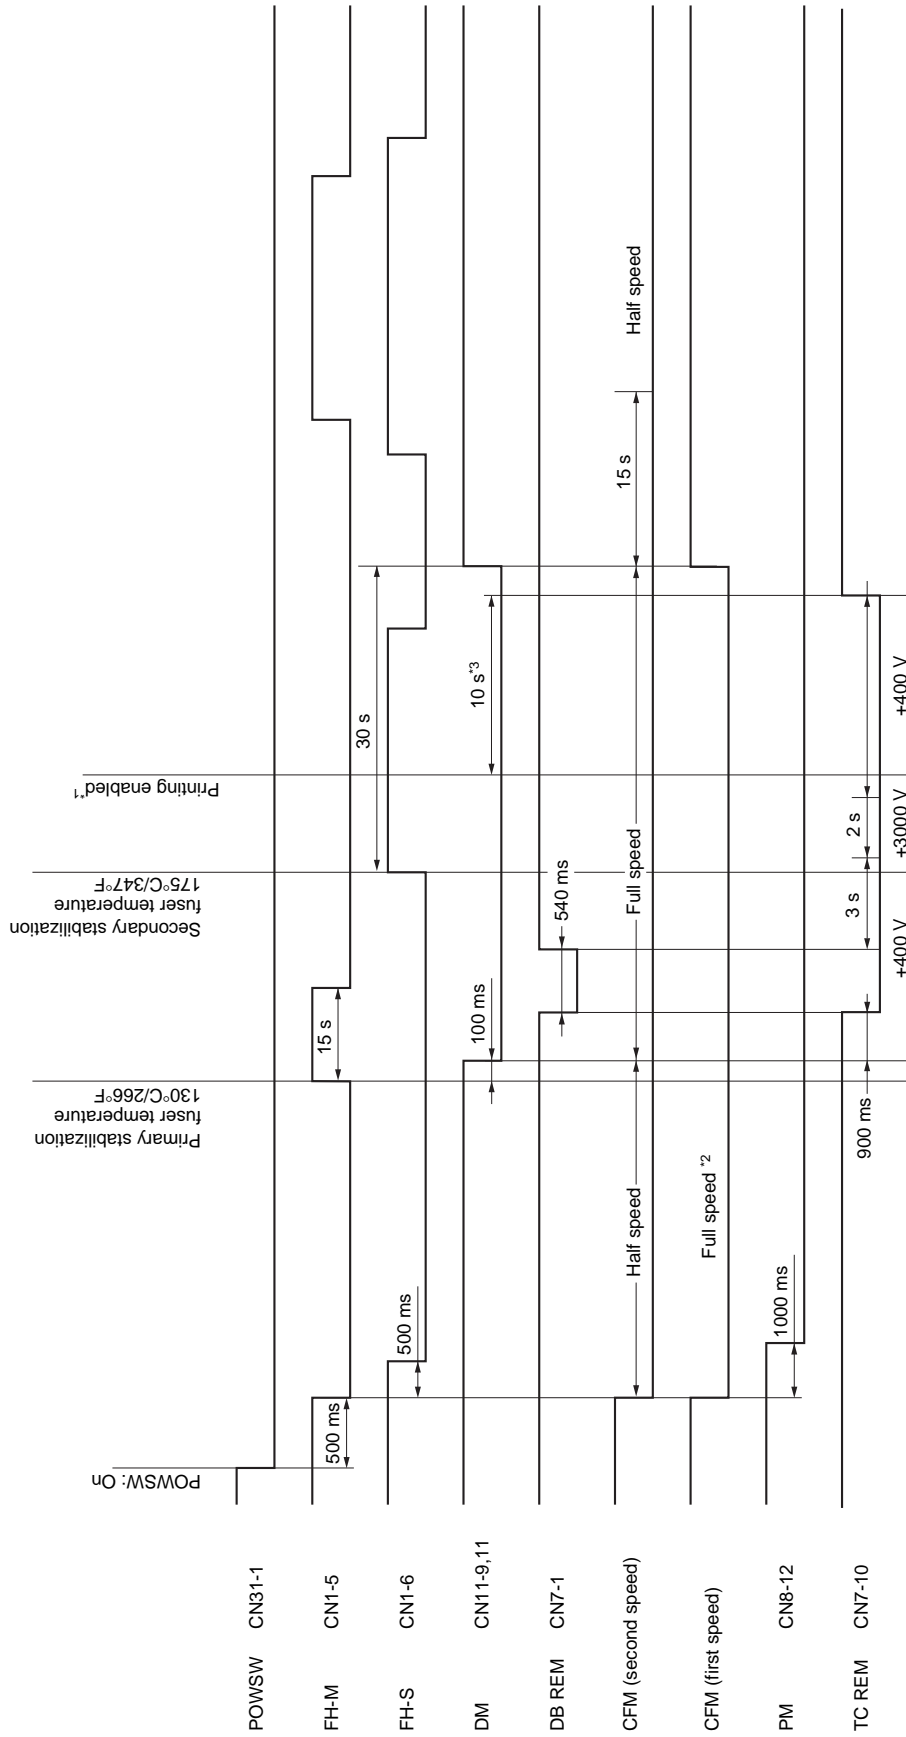 POWSW: On
Primary stabilization
fuser temperature
130°C/266°F
Secondary stabilization
fuser temperature
175°C/347°F
Printing enabled*1
POWSW CN31-1
FH-M CN1-5
500 ms
15 s
FH-S CN1-6
500 ms
30 s
DM CN11-9,11
100 ms
10 s*3
DB REM CN7-1
540 ms
CFM (second speed)
Half speed
Full speed
15 s
Half speed
CFM (first speed)
Full speed *2
PM CN8-12
1000 ms
TC REM CN7-10
900 ms
3 s
2 s
+400 V
+3000 V
+400 V